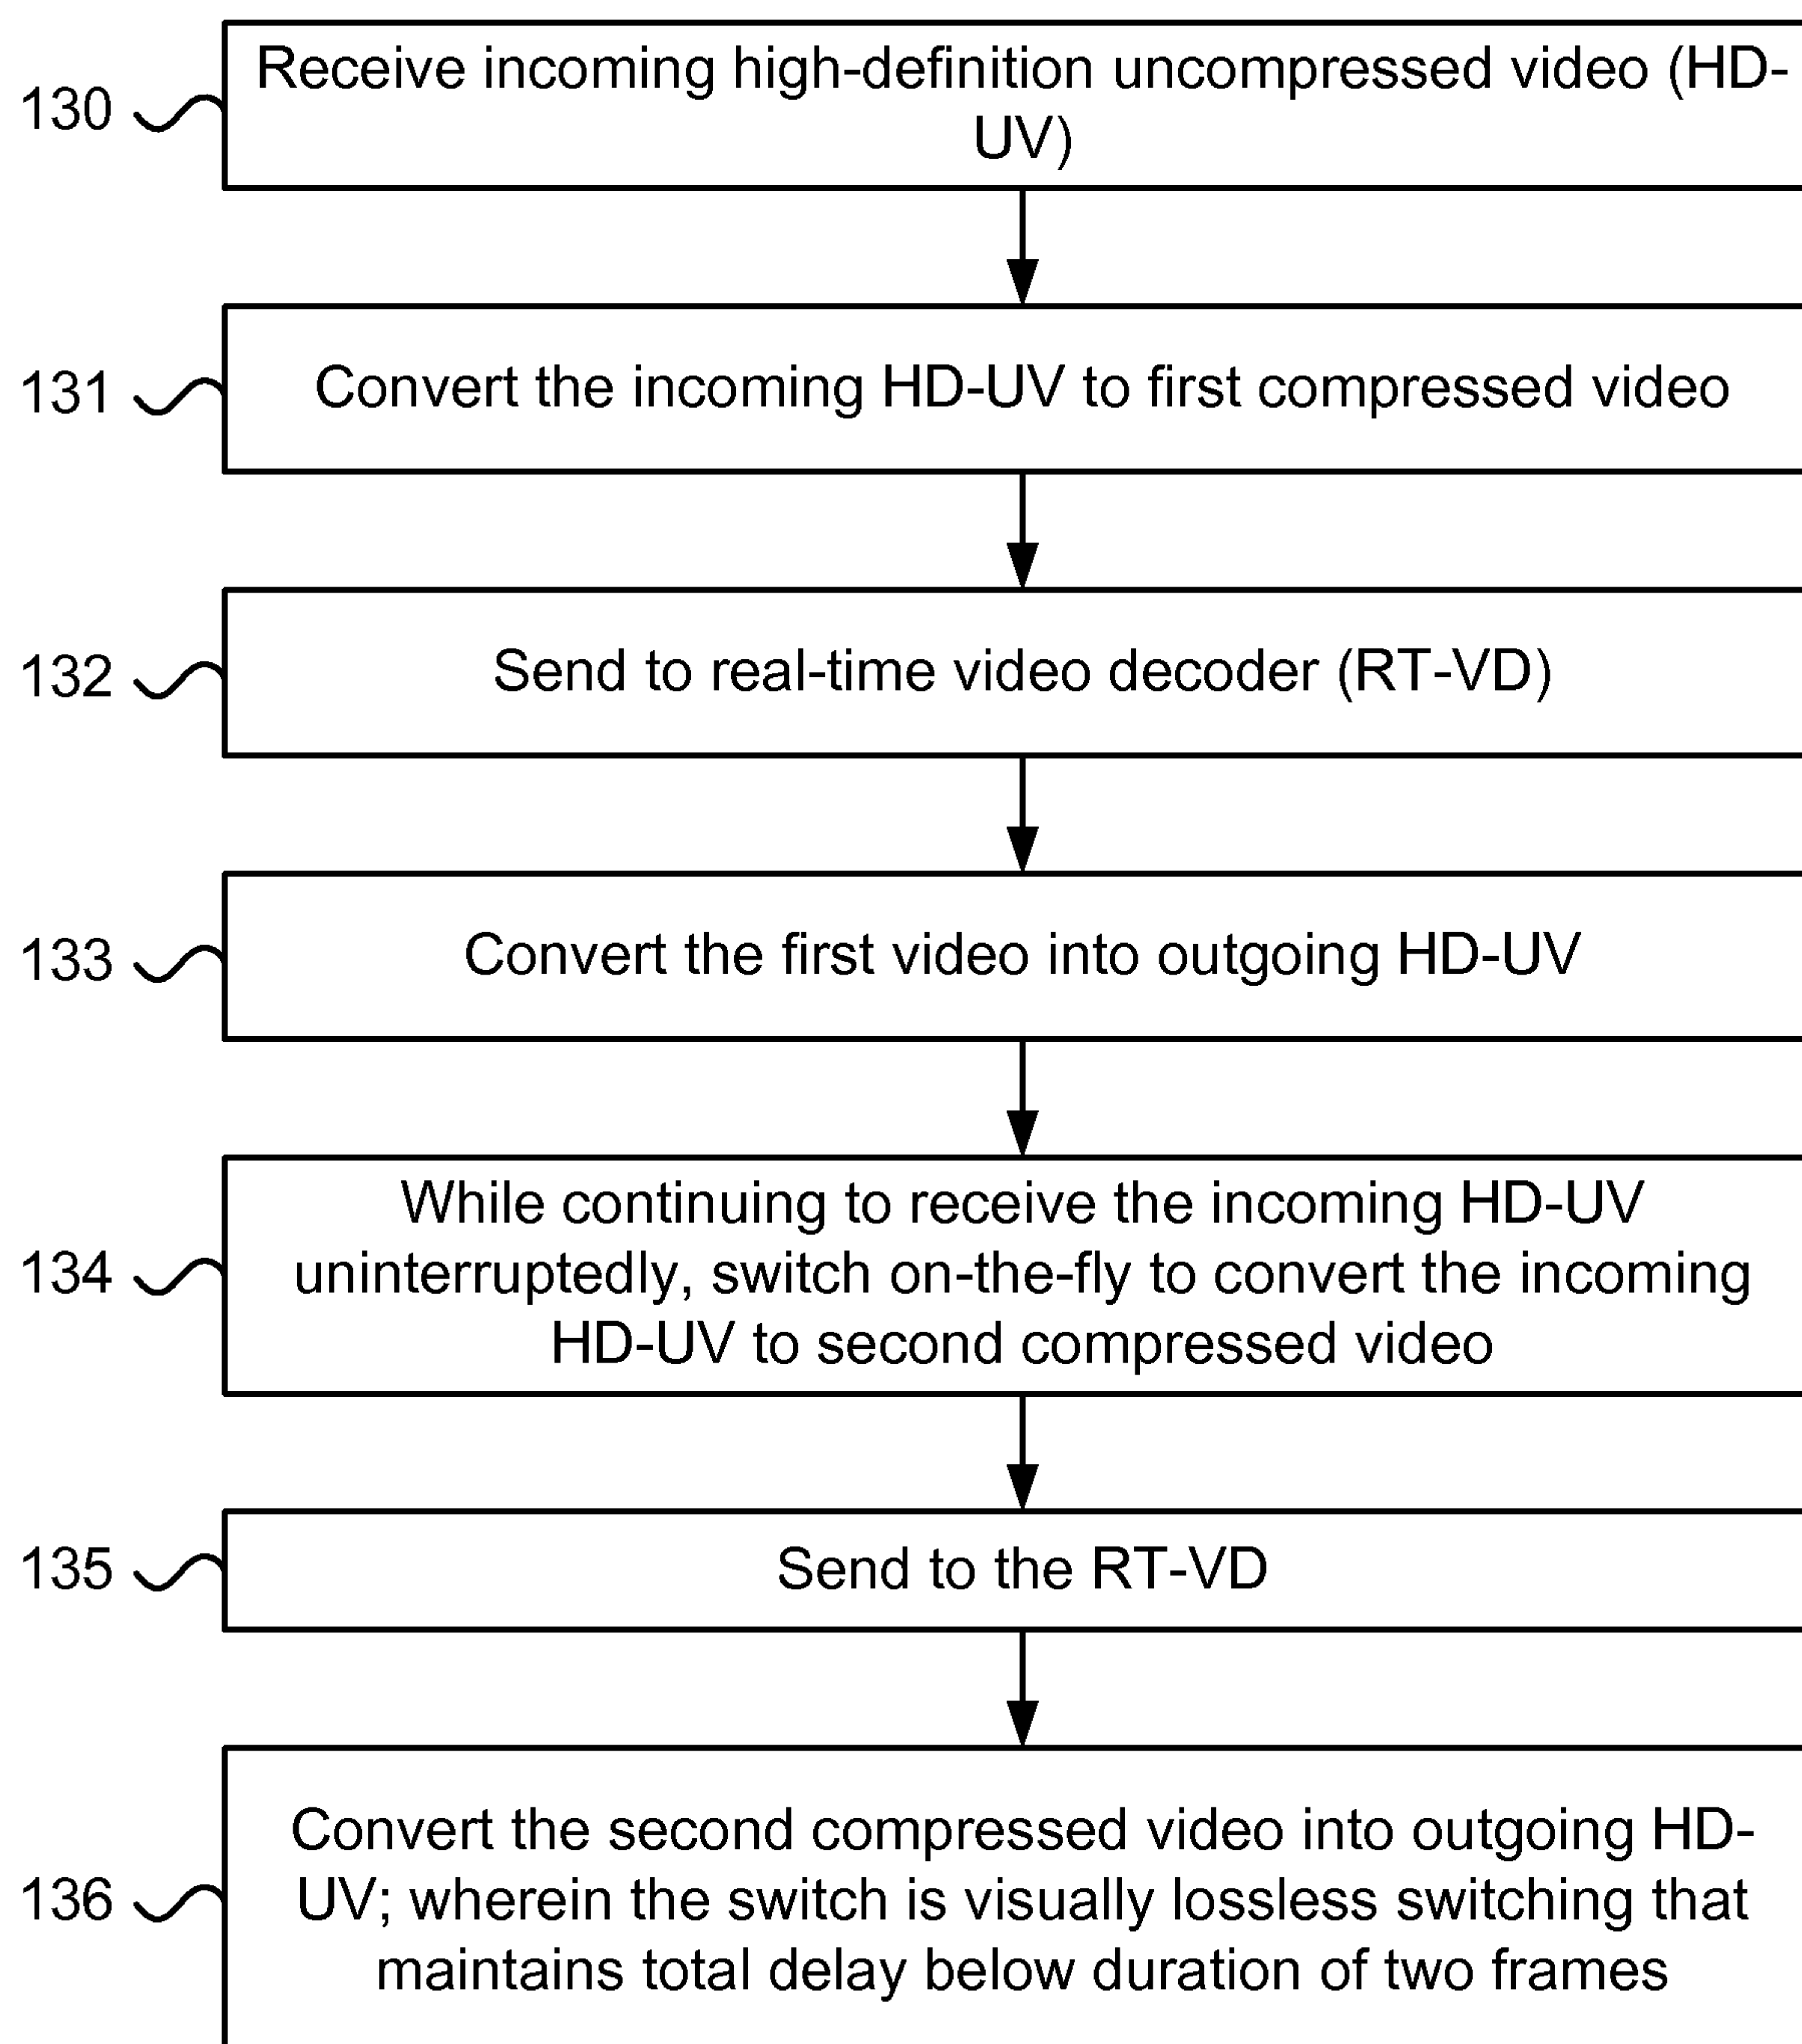 Receive incoming high-definition uncompressed video (HD-
130
UV)
131
Convert the incoming HD-UV to first compressed video
132
Send to real-time video decoder (RT-VD)
133
Convert the first video into outgoing HD-UV
While continuing to receive the incoming HD-UV
134
uninterruptedly, switch on-the-fly to convert the incoming
HD-UV to second compressed video
135
Send to the RT-VD
Convert the second compressed video into outgoing HD-
136
UV; wherein the switch is visually lossless switching that
maintains total delay below duration of two frames